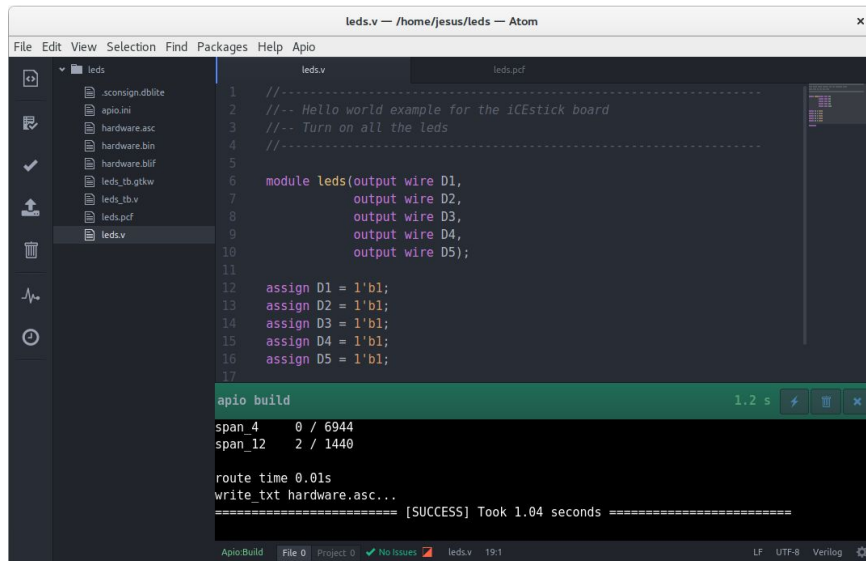 leds.v — /home/jesus/leds — Atom
File Edit View Selection Find Packages Help Apio
leds
.sconsign.dblite
apio.ini
hardware.asc
hardware.bin
hardware.blif
leds_tb.gtkw
leds_tb.v
leds.pcf
leds.v
leds.v leds.pcf
1 //------------------------------------------------------------------
2 //-- Hello world example for the iCEstick board
3 //-- Turn on all the leds
4 //------------------------------------------------------------------
5
6 module leds(output wire D1,
7 output wire D2,
8 output wire D3,
9 output wire D4,
10 output wire D5);
11
12 assign D1 = 1'b1;
13 assign D2 = 1'b1;
14 assign D3 = 1'b1;
15 assign D4 = 1'b1;
16 assign D5 = 1'b1;
17
apio build 1.2 s
span_4 0 / 6944
span_12 2 / 1440
route time 0.01s
write_txt hardware.asc...
========================= [SUCCESS] Took 1.04 seconds =========================
Apio:Build File 0 Project 0 No Issues leds.v 19:1 LF UTF-8 Verilog